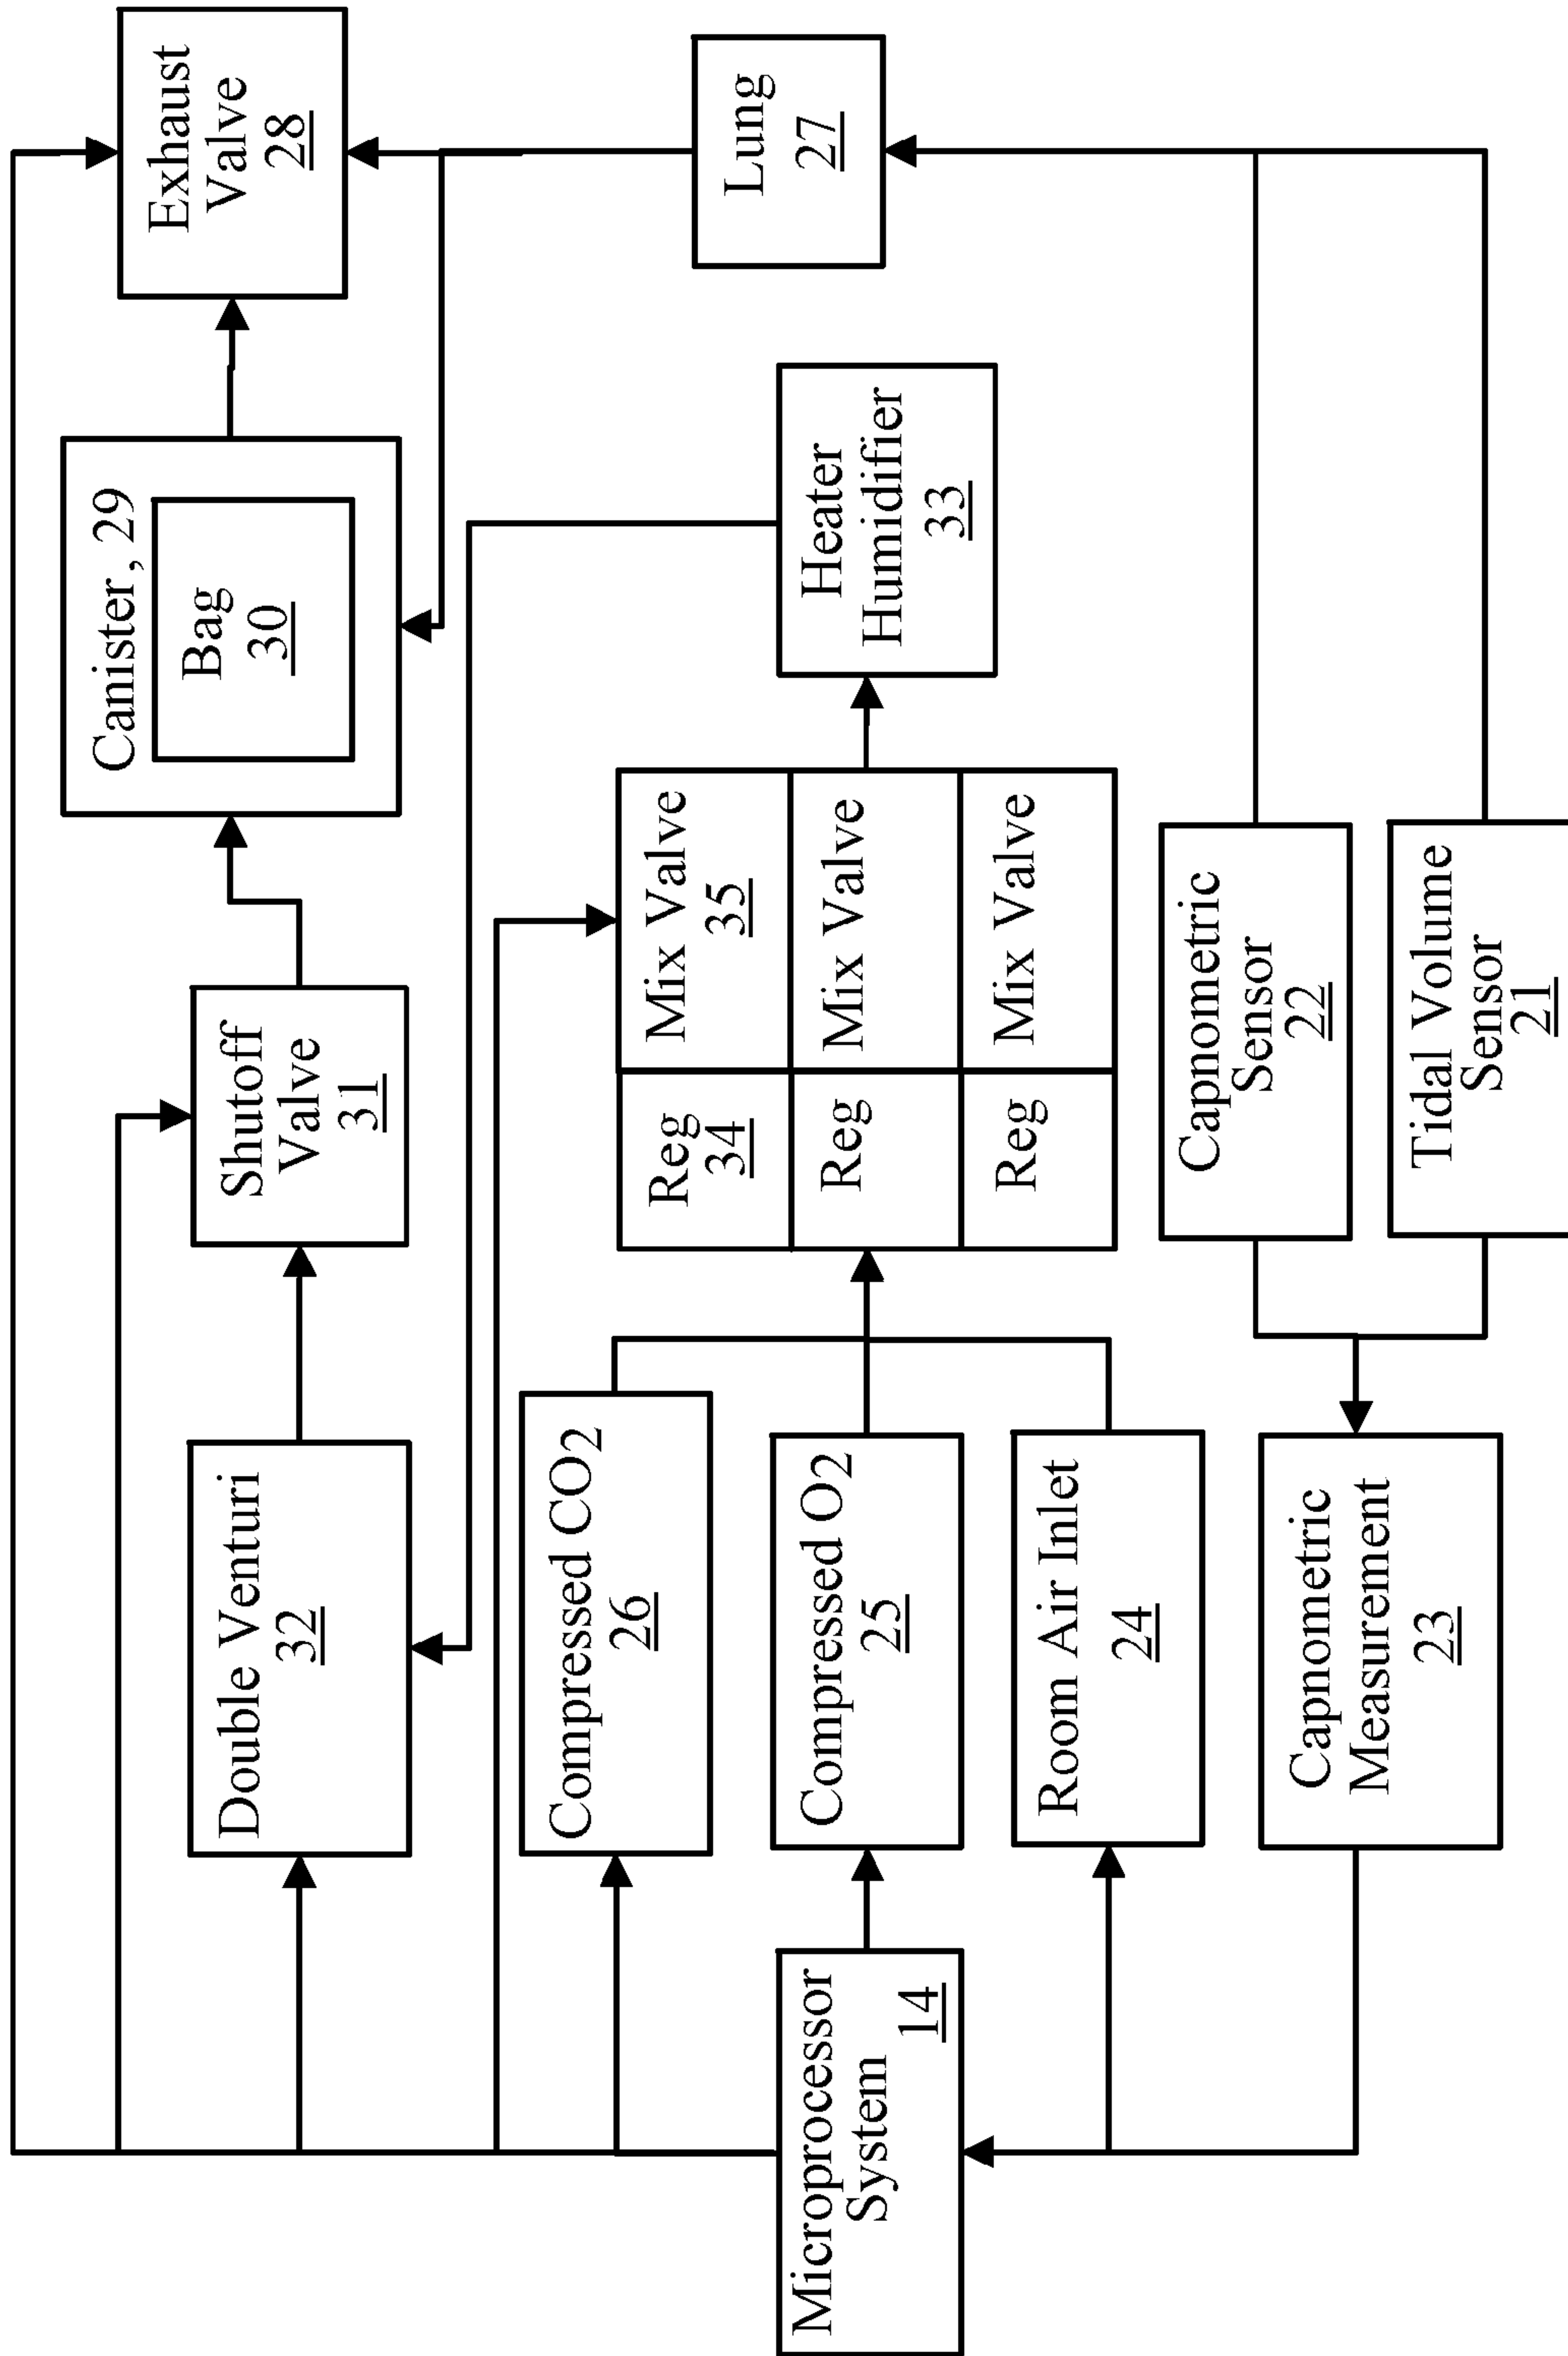 Exhaust
Valve
28
Canister, 29
Bag
30
Shutoff
Valve
31
Double Venturi
32
Lung
27
Heater
Humidifier
33
Mix Valve
35
Mix Valve
Mix Valve
Reg
34
Reg
Reg
Compressed CO2
26
Compressed O2
25
Room Air Inlet
24
Microprocessor
System
14
Capnometric
Sensor
22
Tidal Volume
Sensor
21
Capnometric
Measurement
23